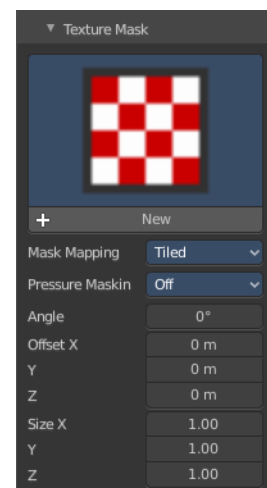 Texture Mask
+ New
Mask Mapping Tiled
Pressure Maskin Off
Angle 0°
Offset X 0 m
Y 0 m
Z 0 m
Size X 1.00
Y 1.00
Z 1.00